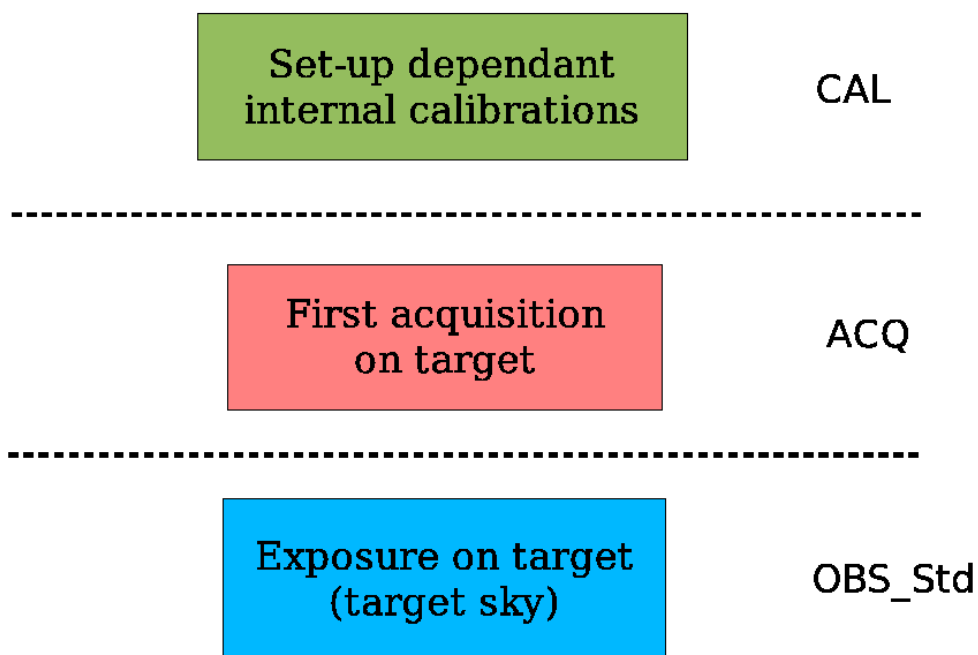 Set-up dependant
internal calibrations
CAL
First acquisition
on target
ACQ
Exposure on target
(target sky)
OBS_Std